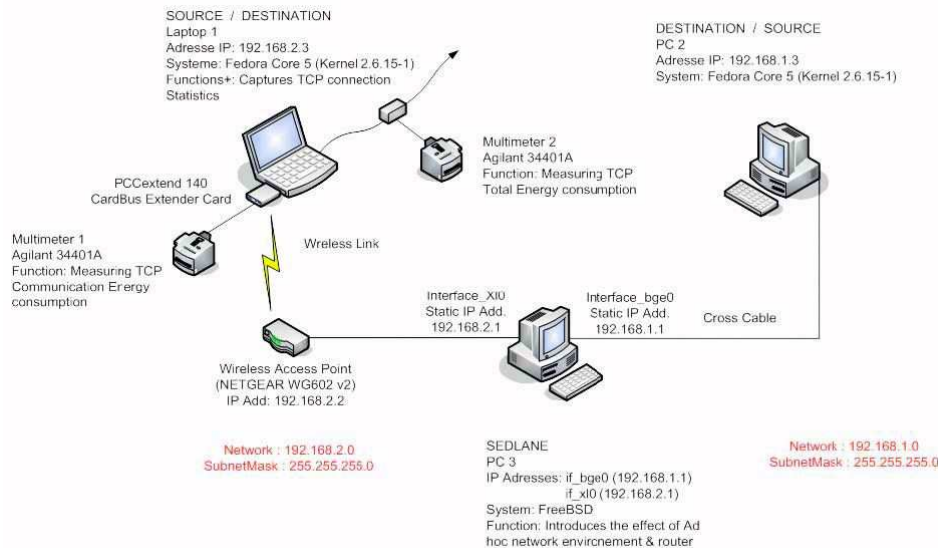 SOURCE / DESTINATION
Laptop 1
Adresse IP: 192.168.2.3
Systeme: Fedora Core 5 (Kernel 2.6.15-1)
Functions+: Captures TCP connection
Statistics
DESTINATION / SOURCE
PC 2
Adresse IP: 192.168.1.3
System: Fedora Core 5 (Kernel 2.6.15-1)
Multimeter 2
Agilant 34401A
Function: Measuring TCP
Total Energy consumption
PCCextend 140
CardBus Extender Card
Multimeter 1
Agilant 34401A
Function: Measuring TCP
Communication Energy
consumption
Wreless Link
Interface_Xl0
Static IP Add.
192.168.2.1
Interface_bge0
Static IP Add.
192.168.1.1
Cross Cable
Wireless Access Point
(NETGEAR WG602 v2)
IP Add: 192.168.2.2
Network : 192.168.2.0
SubnetMask : 255.255.255.0
SEDLANE
PC 3
IP Adresses: if_bge0 (192.168.1.1)
if_xl0 (192.168.2.1)
System: FreeBSD
Function: Introduces the effect of Ad
hoc network envircnement & router
Network : 192.168.1.0
SubnetMask : 255.255.255.0